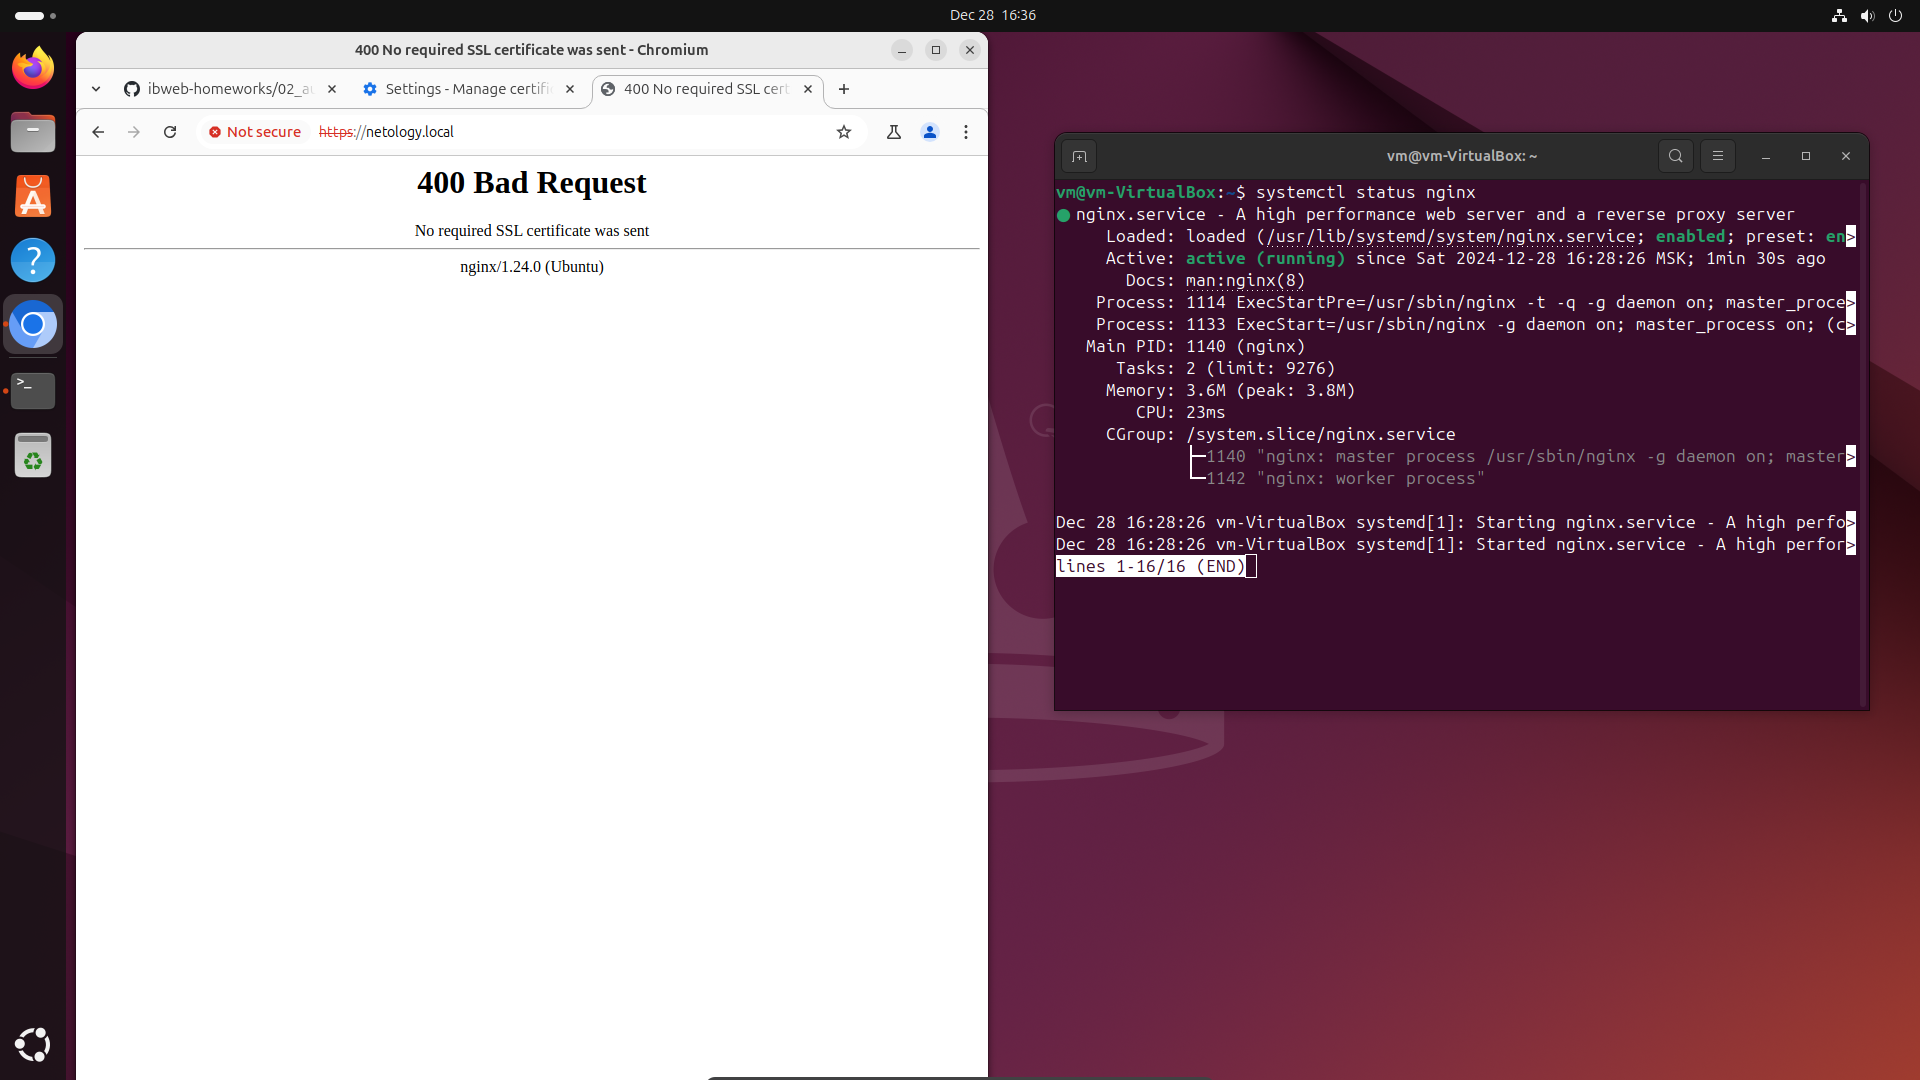 Dec 28 16:36
400 No required SSL certificate was sent - Chromium
ibweb-homeworks/02_au
Settings - Manage certifi
400 No required SSL cert
Not secure
https://netology.local
400 Bad Request
No required SSL certificate was sent
nginx/1.24.0 (Ubuntu)
vm@vm-VirtualBox: ~
vm@vm-VirtualBox:~$ systemctl status nginx
● nginx.service - A high performance web server and a reverse proxy server
Loaded: loaded (/usr/lib/systemd/system/nginx.service; enabled; preset: en>
Active: active (running) since Sat 2024-12-28 16:28:26 MSK; 1min 30s ago
Docs: man:nginx(8)
Process: 1114 ExecStartPre=/usr/sbin/nginx -t -q -g daemon on; master_proce>
Process: 1133 ExecStart=/usr/sbin/nginx -g daemon on; master_process on; (c>
Main PID: 1140 (nginx)
Tasks: 2 (limit: 9276)
Memory: 3.6M (peak: 3.8M)
CPU: 23ms
CGroup: /system.slice/nginx.service
├─1140 "nginx: master process /usr/sbin/nginx -g daemon on; master>
└─1142 "nginx: worker process"
Dec 28 16:28:26 vm-VirtualBox systemd[1]: Starting nginx.service - A high perfo>
Dec 28 16:28:26 vm-VirtualBox systemd[1]: Started nginx.service - A high perfor>
lines 1-16/16 (END)